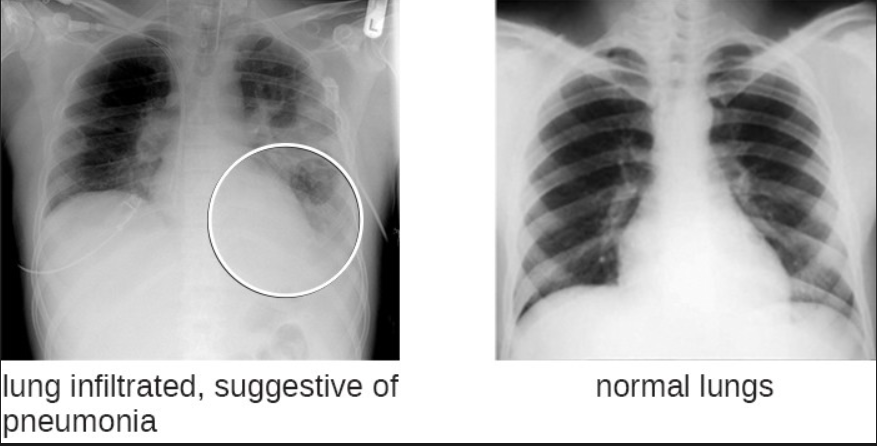 L
lung infiltrated, suggestive of
pneumonia
normal lungs